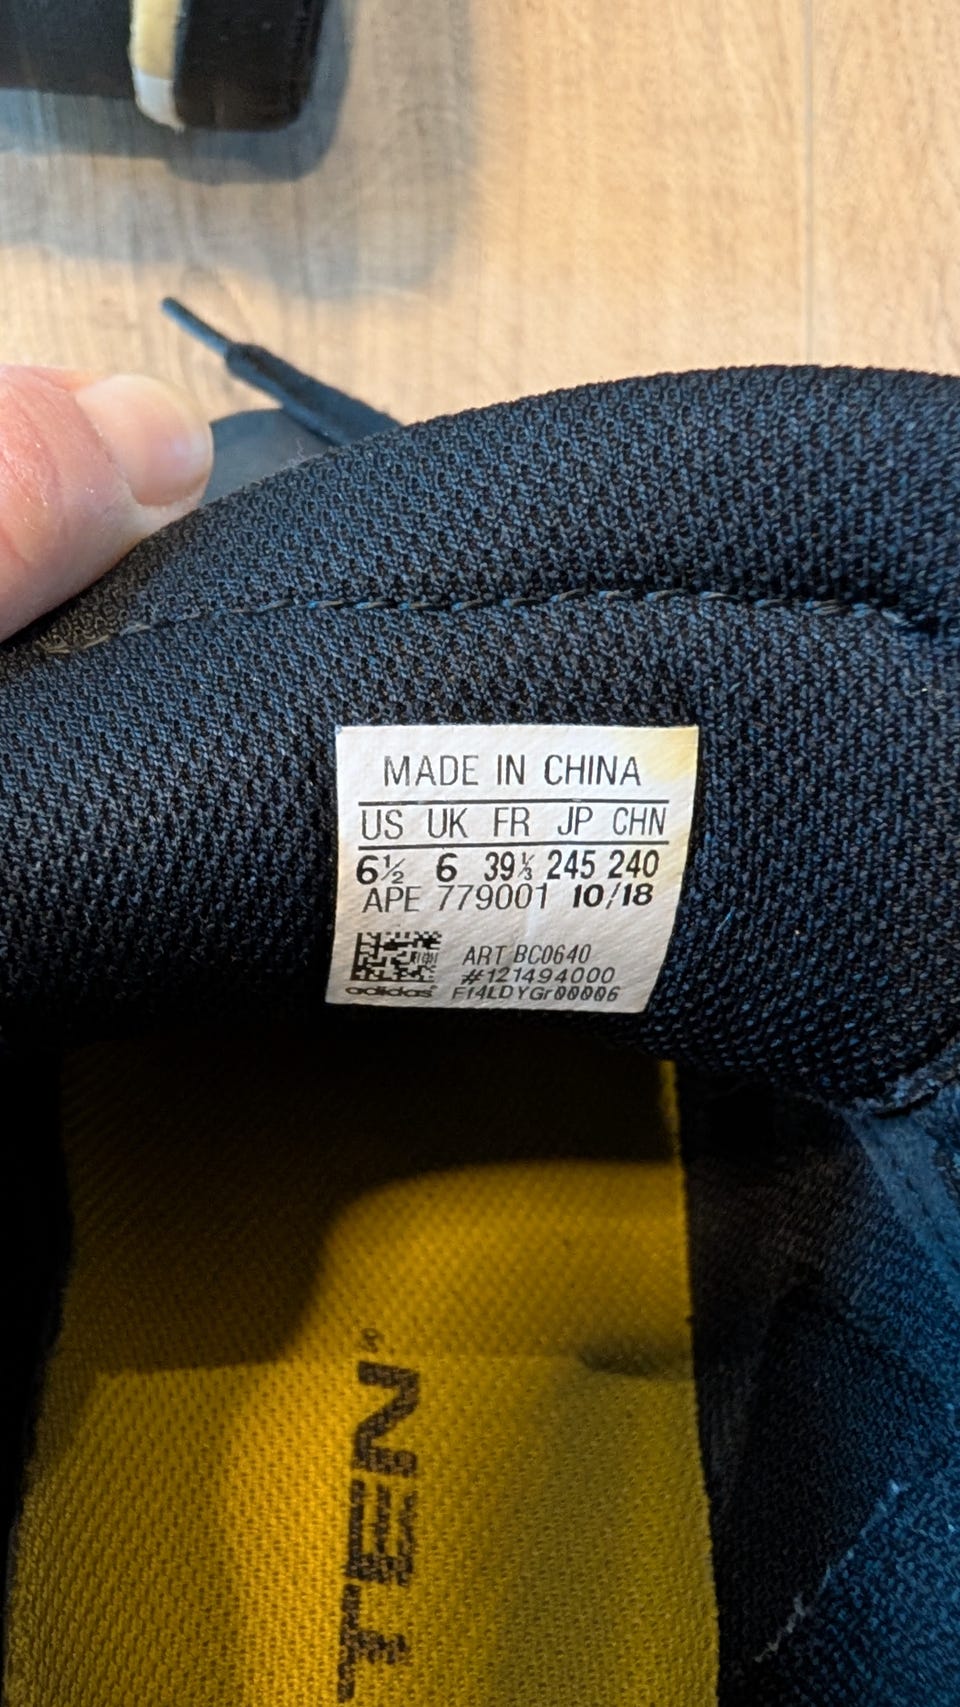 MADE IN CHINA
US UK FR JP CHN
6½ 6 39⅓ 245 240
APE 779001 10/18
ART BC0640
#121494000
adidas F14LDYGr00006